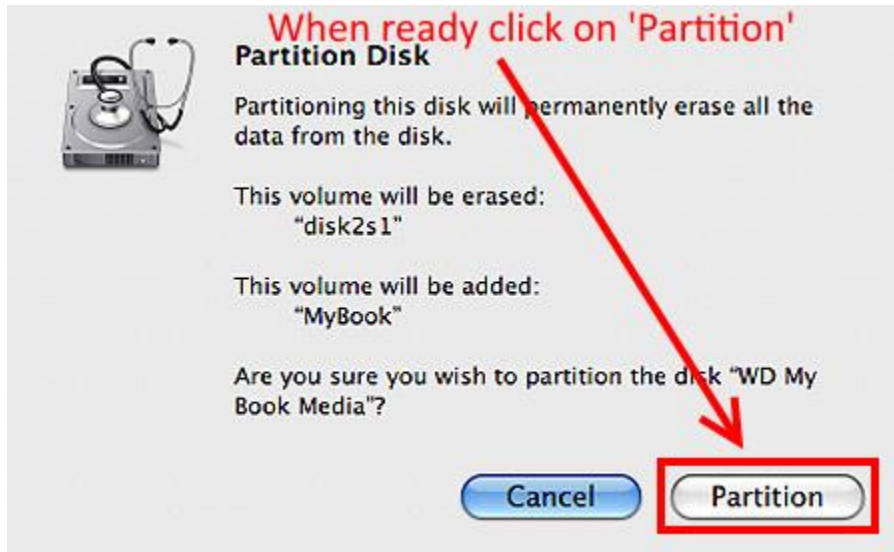 When ready click on 'Partition'
Partition Disk
Partitioning this disk will permanently erase all the
data from the disk.
This volume will be erased:
“disk2s1”
This volume will be added:
“MyBook”
Are you sure you wish to partition the disk “WD My
Book Media”?
Cancel
Partition